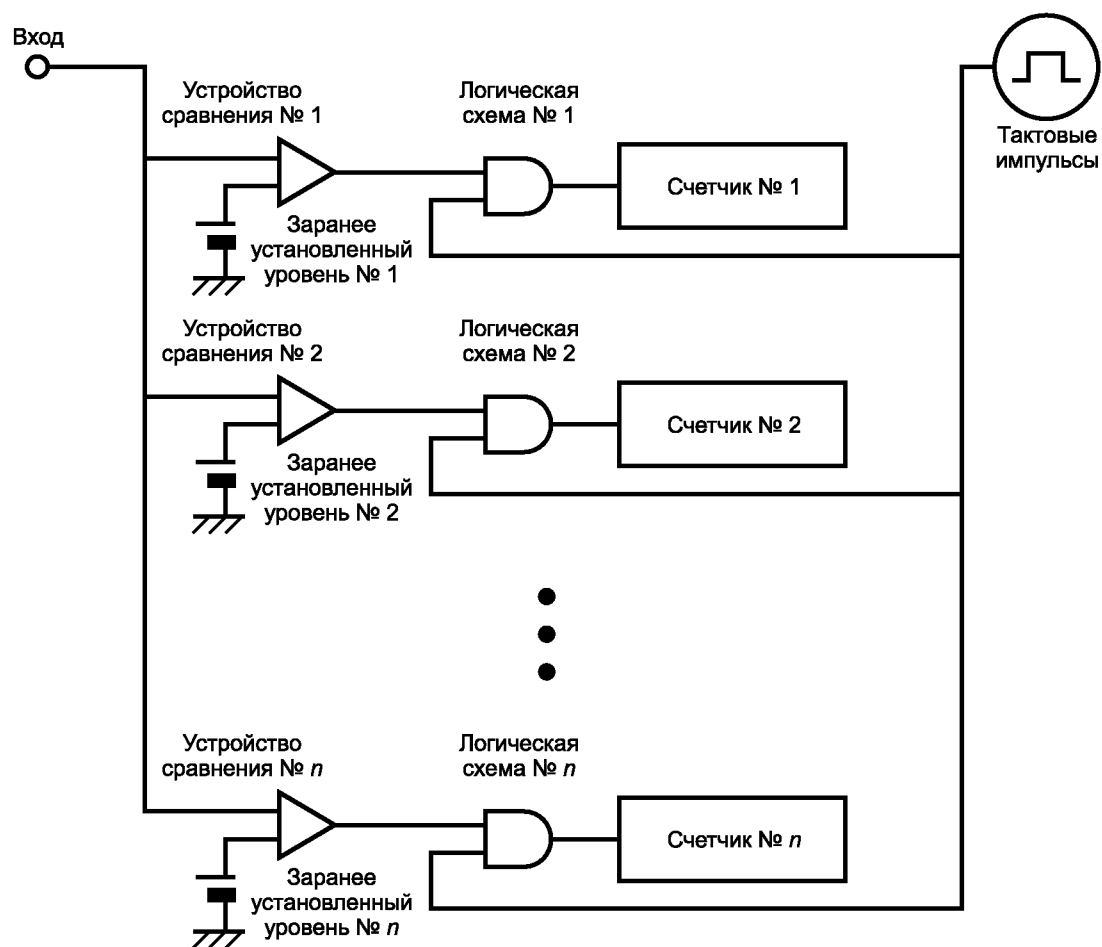 Вход
Устройство
сравнения № 1
Логическая
схема № 1
Тактовые
импульсы
Счетчик № 1
Заранее
установленный
уровень № 1
Устройство
сравнения № 2
Логическая
схема № 2
Счетчик № 2
Заранее
установленный
уровень № 2
Устройство
сравнения № n
Логическая
схема № n
Счетчик № n
Заранее
установленный
уровень № n